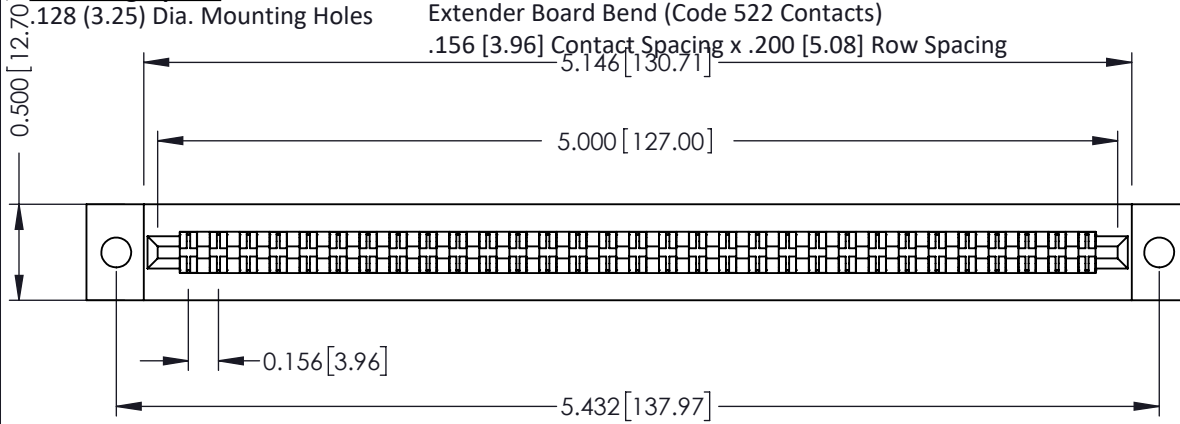 .128 (3.25) Dia. Mounting Holes
Extender Board Bend (Code 522 Contacts)
.156 [3.96] Contact Spacing x .200 [5.08] Row Spacing
5.146[130.71]
0.500[12.70
5.000[127.00]
0.156[3.96]
5.432[137.97]